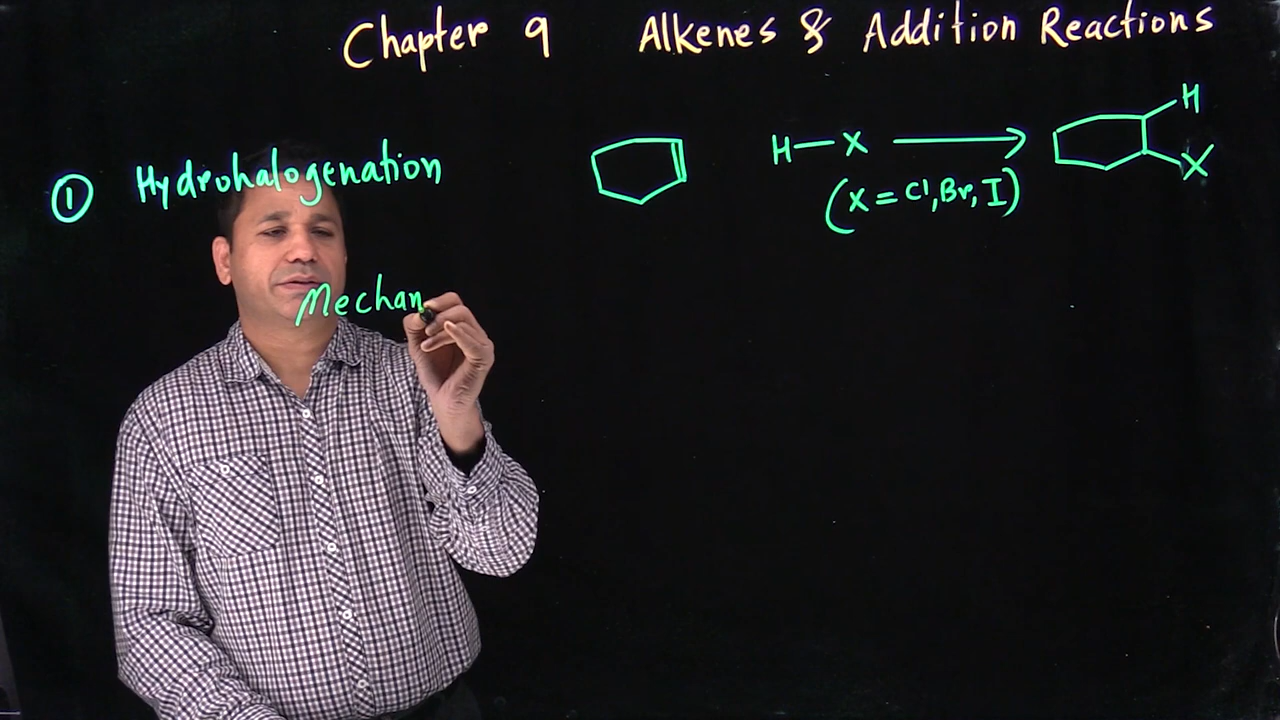 Chapter 9 Alkenes & Addition Reactions
① Hydrohalogenation
H—X → H
X
(X = Cl, Br, I)
Mechan